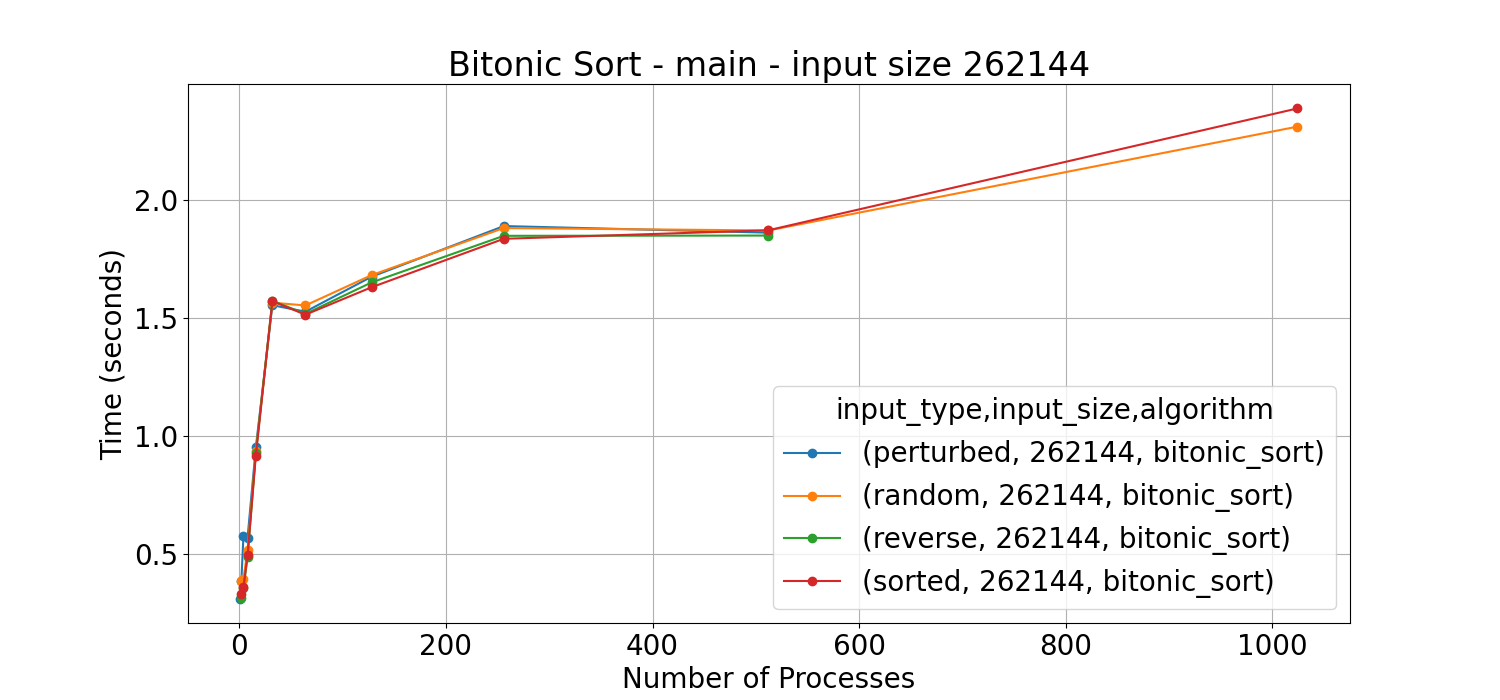 Bitonic Sort - main - input size 262144
Time (seconds)
2.0
1.5
1.0
0.5
input_type,input_size,algorithm
(perturbed, 262144, bitonic_sort)
(random, 262144, bitonic_sort)
(reverse, 262144, bitonic_sort)
(sorted, 262144, bitonic_sort)
0 200 400 600 800 1000
Number of Processes